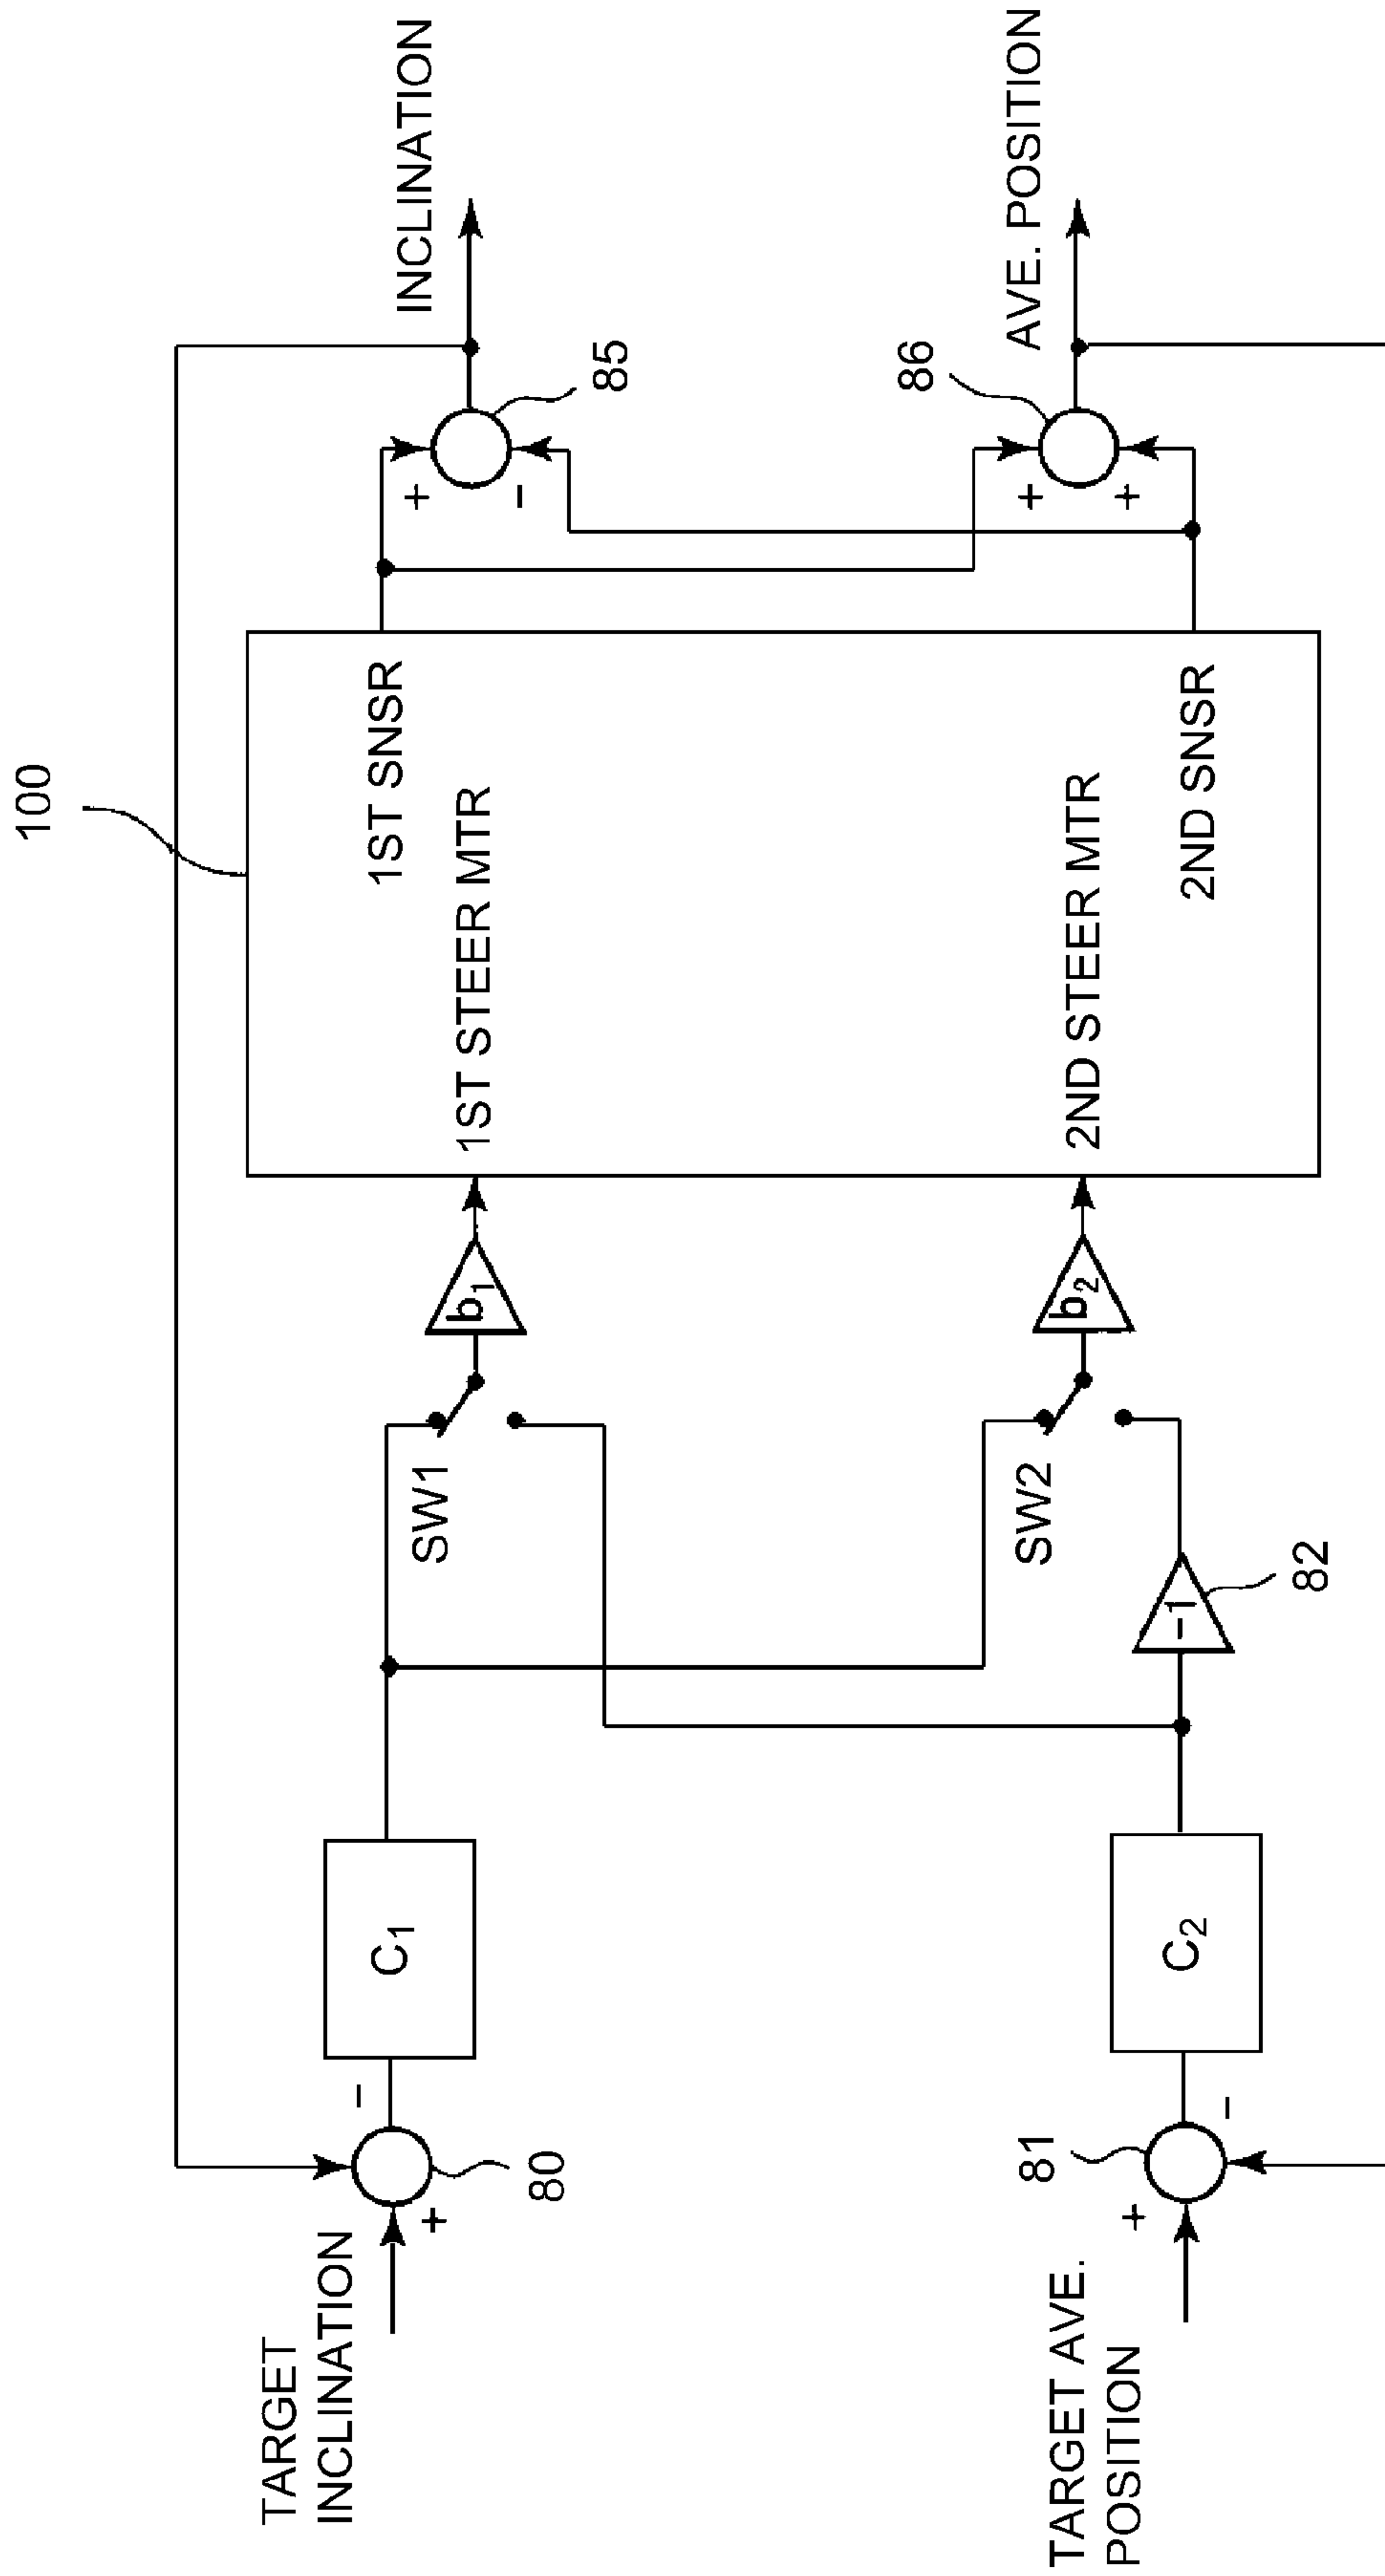 100
TARGET
INCLINATION
+
-
80
C1
SW1
b1
1ST STEER MTR
1ST SNSR
+
-
85
INCLINATION
TARGET AVE.
POSITION
+
-
81
C2
-1
82
SW2
b2
2ND STEER MTR
2ND SNSR
+
+
86
AVE. POSITION